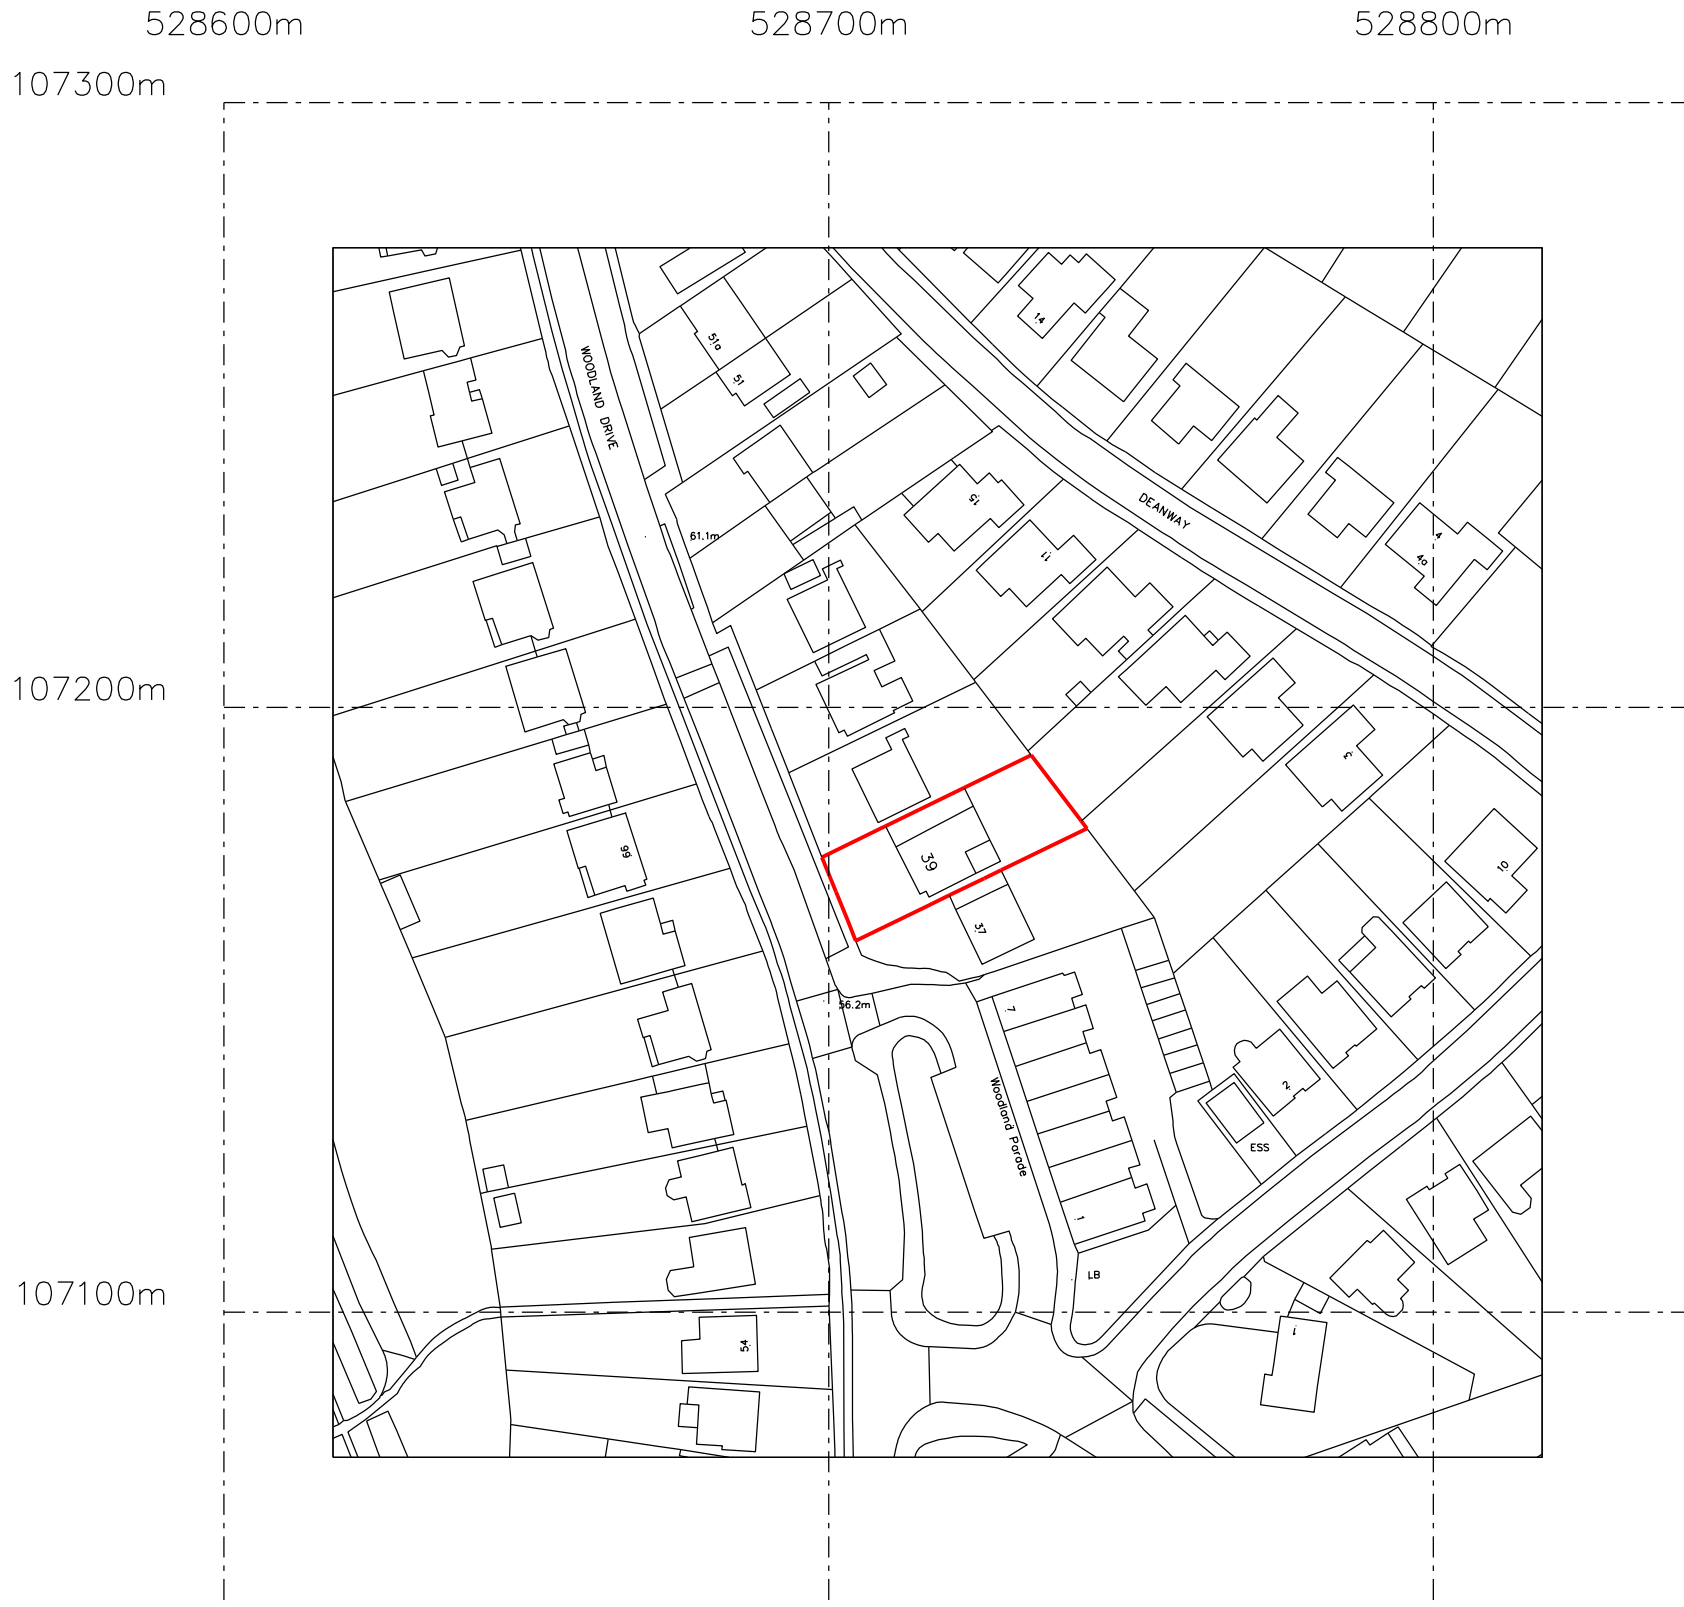 528600m
528700m
528800m
107300m
14
51a
51
WOODLAND DRIVE
15
DEANWAY
61.1m
4
4a
11
107200m
3
99
39
10
37
56.2m
7
Woodland Parade
2
ESS
1
LB
107100m
1
54